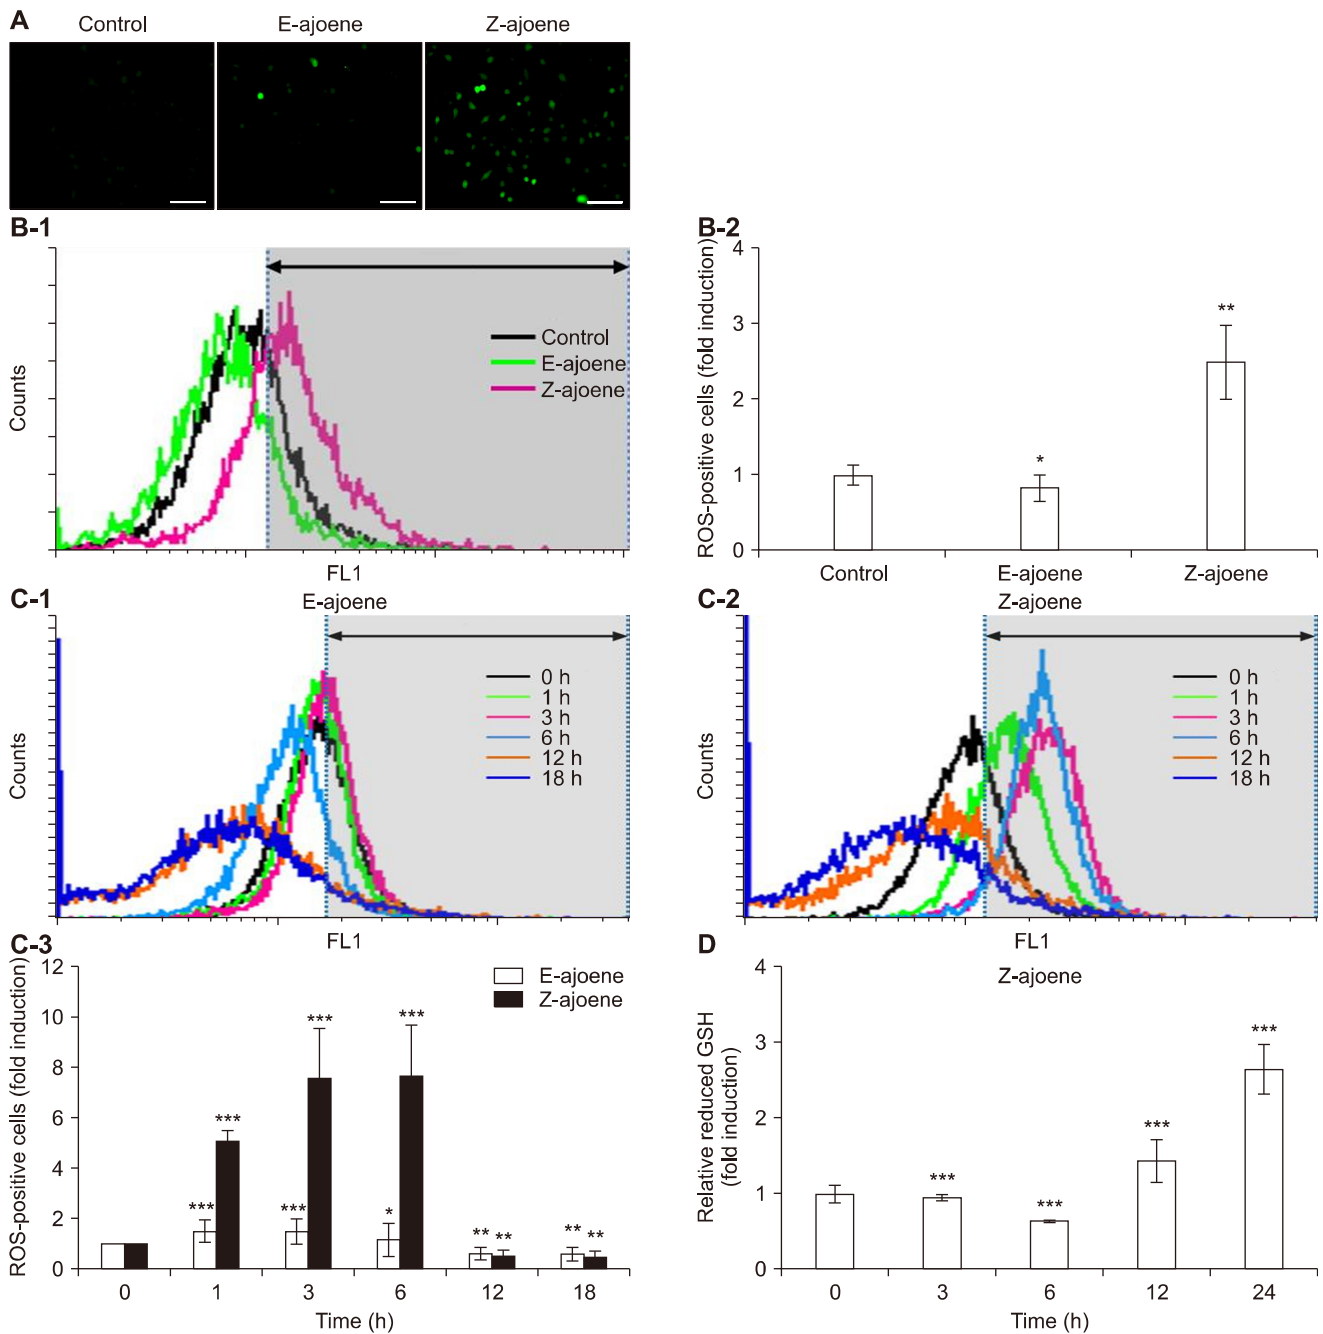 A
Control
E-ajoene
Z-ajoene
B-1
Counts
FL1
Control
E-ajoene
Z-ajoene
B-2
ROS-positive cells (fold induction)
4
3
2
1
0
**
*
Control
E-ajoene
Z-ajoene
C-1
E-ajoene
Counts
FL1
0 h
1 h
3 h
6 h
12 h
18 h
C-2
Z-ajoene
Counts
FL1
0 h
1 h
3 h
6 h
12 h
18 h
C-3
ROS-positive cells (fold induction)
12
10
8
6
4
2
0
E-ajoene
Z-ajoene
***
***
***
***
***
*
**
**
**
**
0
1
3
6
12
18
Time (h)
D
Z-ajoene
Relative reduced GSH
(fold induction)
4
3
2
1
0
***
***
***
***
0
3
6
12
24
Time (h)